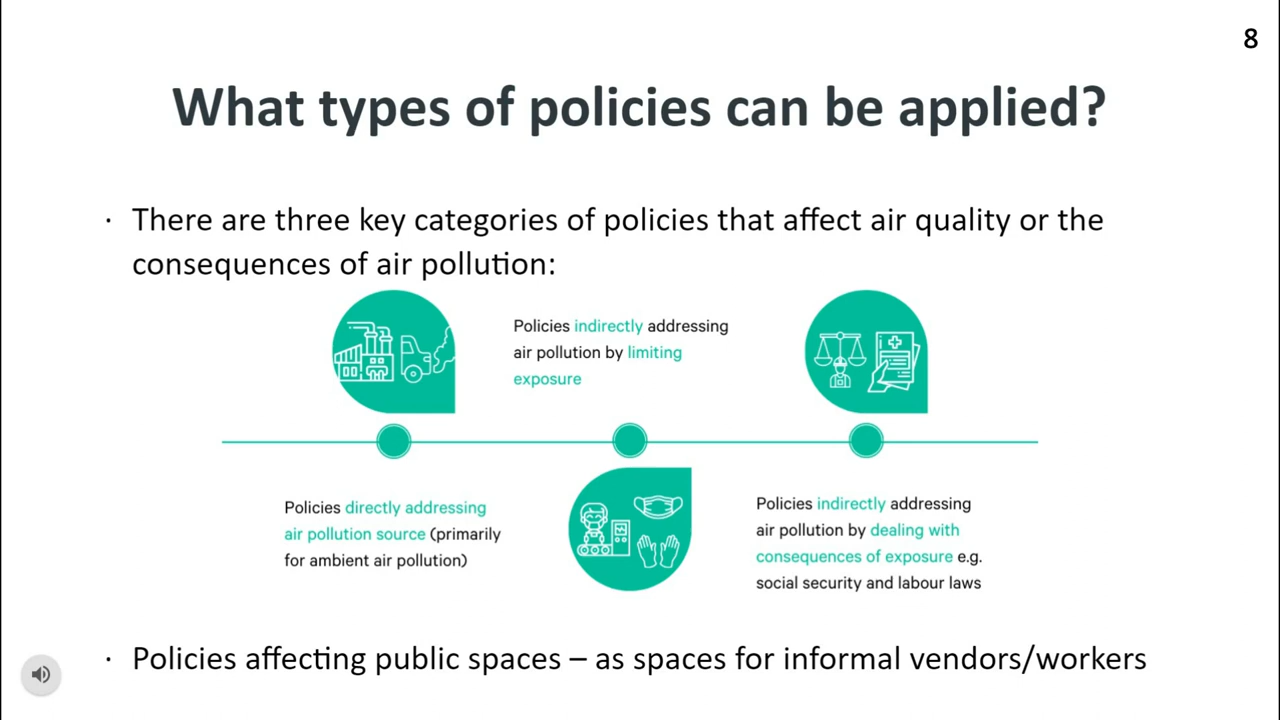 8
What types of policies can be applied?
· There are three key categories of policies that affect air quality or the
consequences of air pollution:
Policies directly addressing
air pollution source (primarily
for ambient air pollution)
Policies indirectly addressing
air pollution by limiting
exposure
Policies indirectly addressing
air pollution by dealing with
consequences of exposure e.g.
social security and labour laws
· Policies affecting public spaces – as spaces for informal vendors/workers